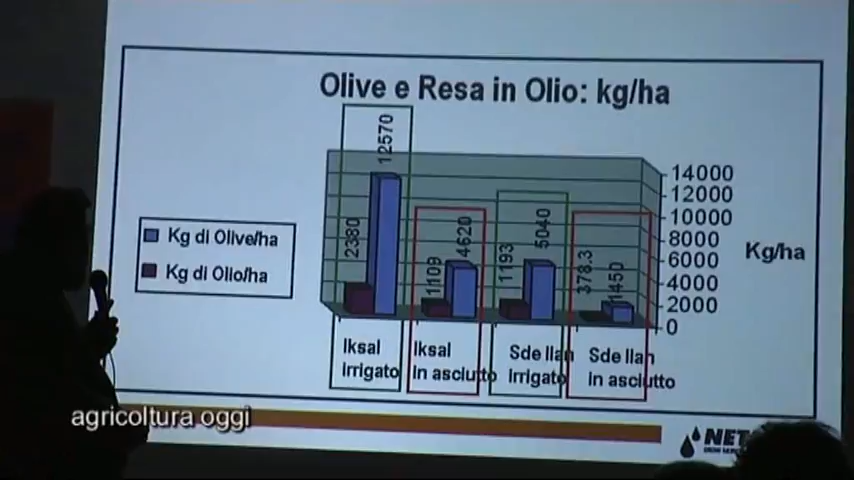 Olive e Resa in Olio: kg/ha
12570
2380
4620
1109
5040
1193
378.3
1450
14000
12000
10000
8000
6000
4000
2000
0
Kg/ha
Kg di Olive/ha
Kg di Olio/ha
Iksal
irrigato
Iksal
In asciutto
Sde Ilan
irrigato
Sde Ilan
in asciutto
agricoltura oggi